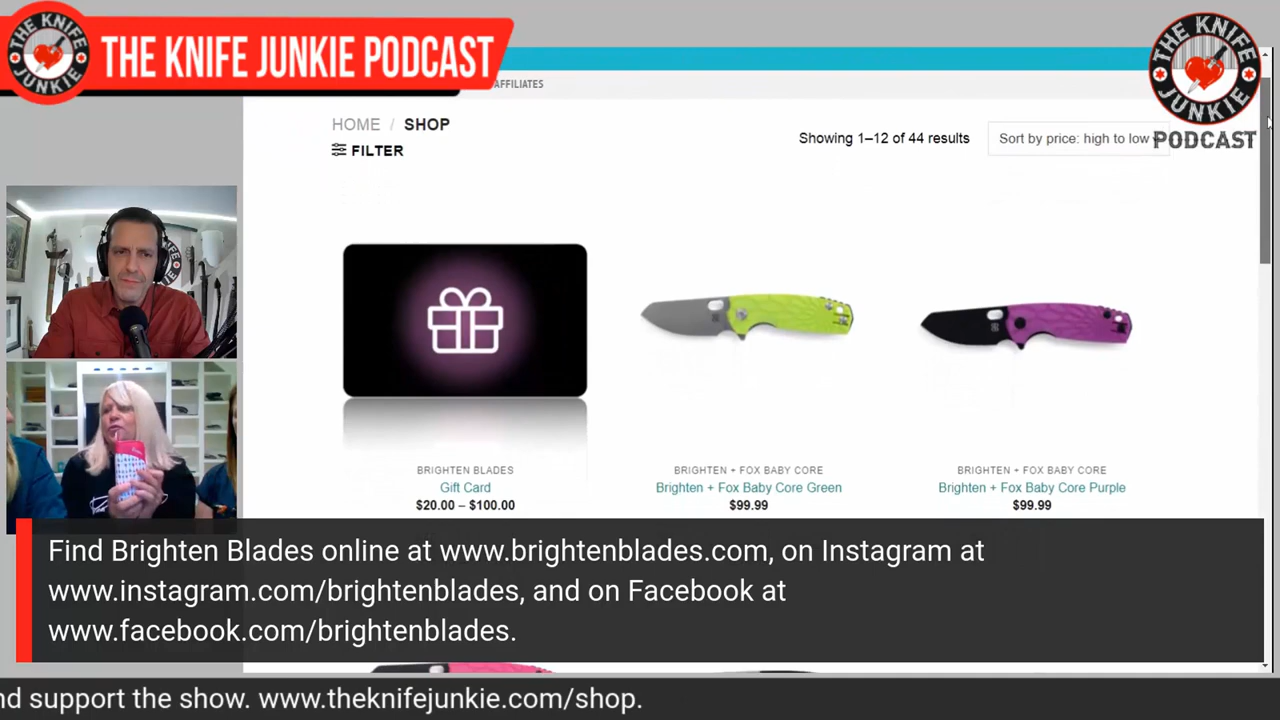 THE KNIFE JUNKIE
THE KNIFE JUNKIE PODCAST
THE KNIFE JUNKIE
PODCAST
AFFILIATES
HOME / SHOP
FILTER
Showing 1–12 of 44 results
Sort by price: high to low
BRIGHTEN BLADES
Gift Card
$20.00 – $100.00
BRIGHTEN + FOX BABY CORE
Brighten + Fox Baby Core Green
$99.99
BRIGHTEN + FOX BABY CORE
Brighten + Fox Baby Core Purple
$99.99
Find Brighten Blades online at www.brightenblades.com, on Instagram at
www.instagram.com/brightenblades, and on Facebook at
www.facebook.com/brightenblades.
nd support the show. www.theknifejunkie.com/shop.